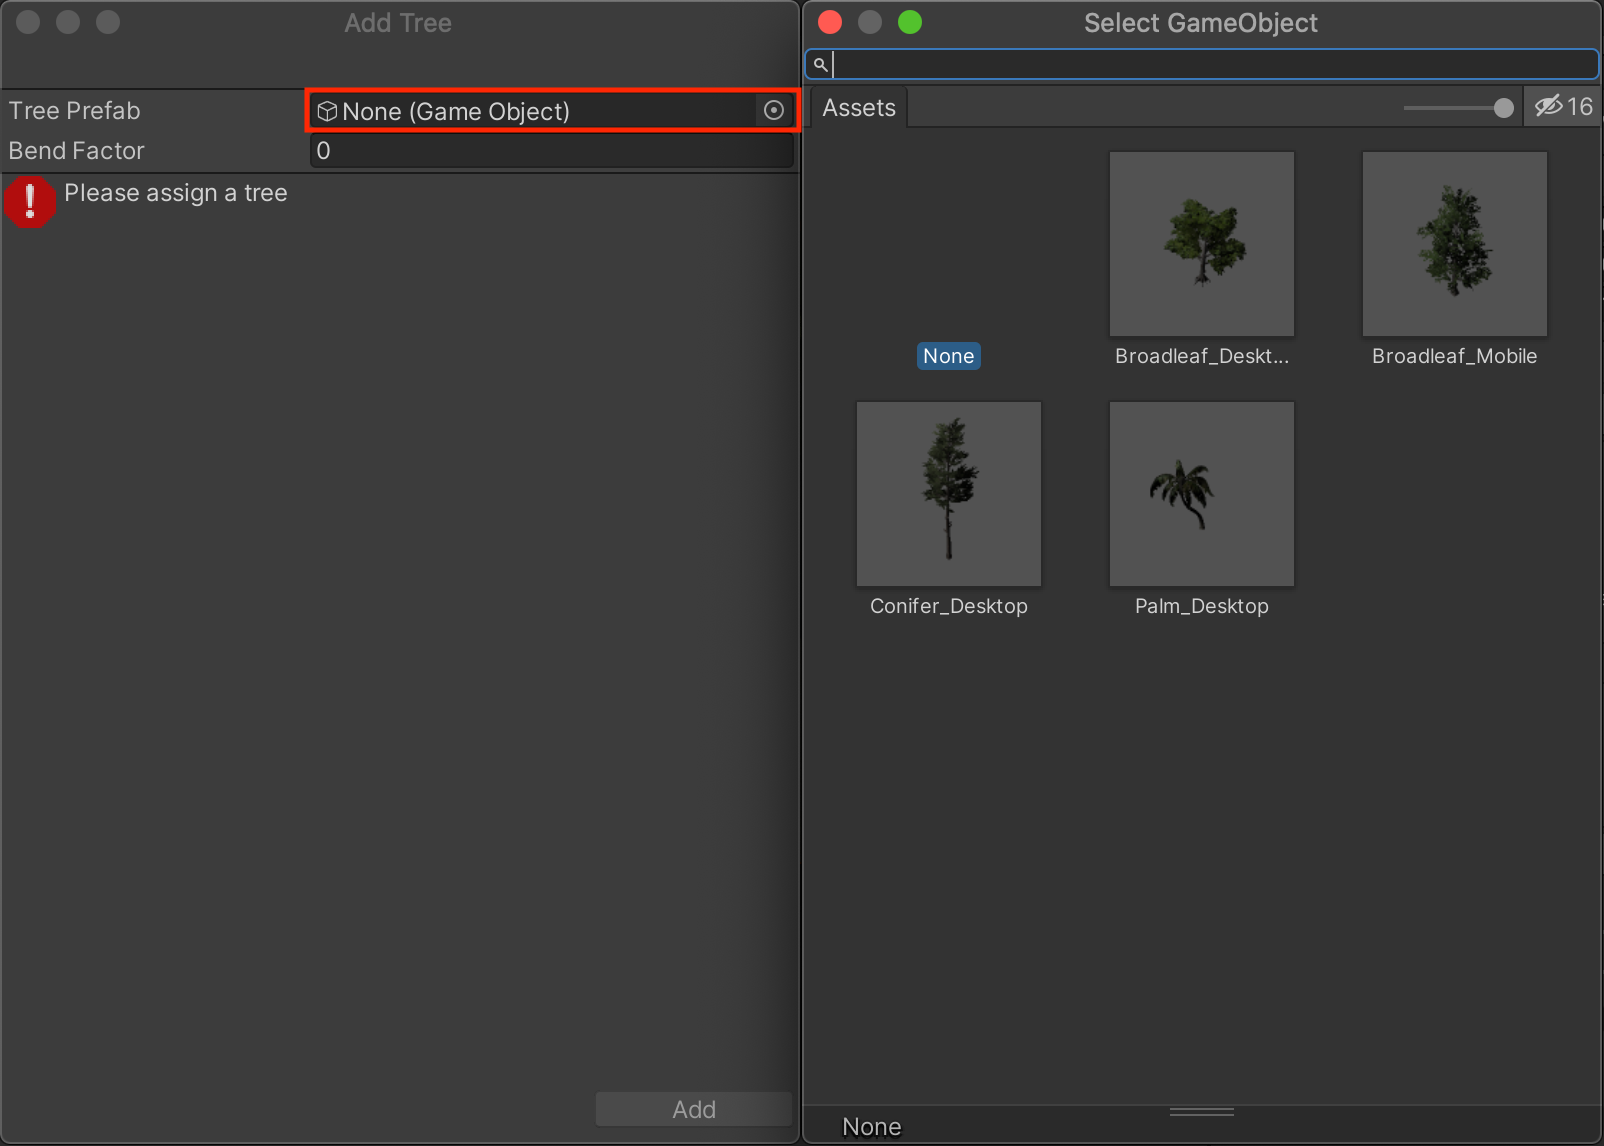 Add Tree
Tree Prefab
None (Game Object)
Bend Factor
0
Please assign a tree
Add
Select GameObject
Assets
16
None
Broadleaf_Deskt...
Broadleaf_Mobile
Conifer_Desktop
Palm_Desktop
None